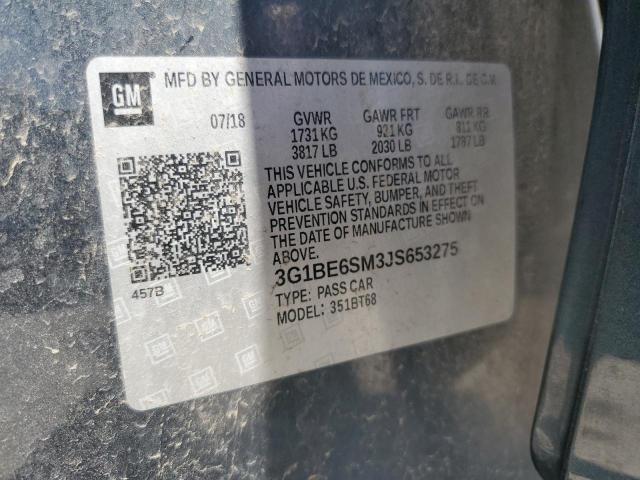 GM
MFD BY GENERAL MOTORS DE MEXICO, S. DE R.L. DE C.V.
07/18 GVWR GAWR FRT GAWR RR
1731 KG 921 KG 811 KG
3817 LB 2030 LB 1787 LB
THIS VEHICLE CONFORMS TO ALL
APPLICABLE U.S. FEDERAL MOTOR
VEHICLE SAFETY, BUMPER, AND THEFT
PREVENTION STANDARDS IN EFFECT ON
THE DATE OF MANUFACTURE SHOWN
ABOVE.
3G1BE6SM3JS653275
TYPE: PASS CAR
MODEL: 351BT68
457B